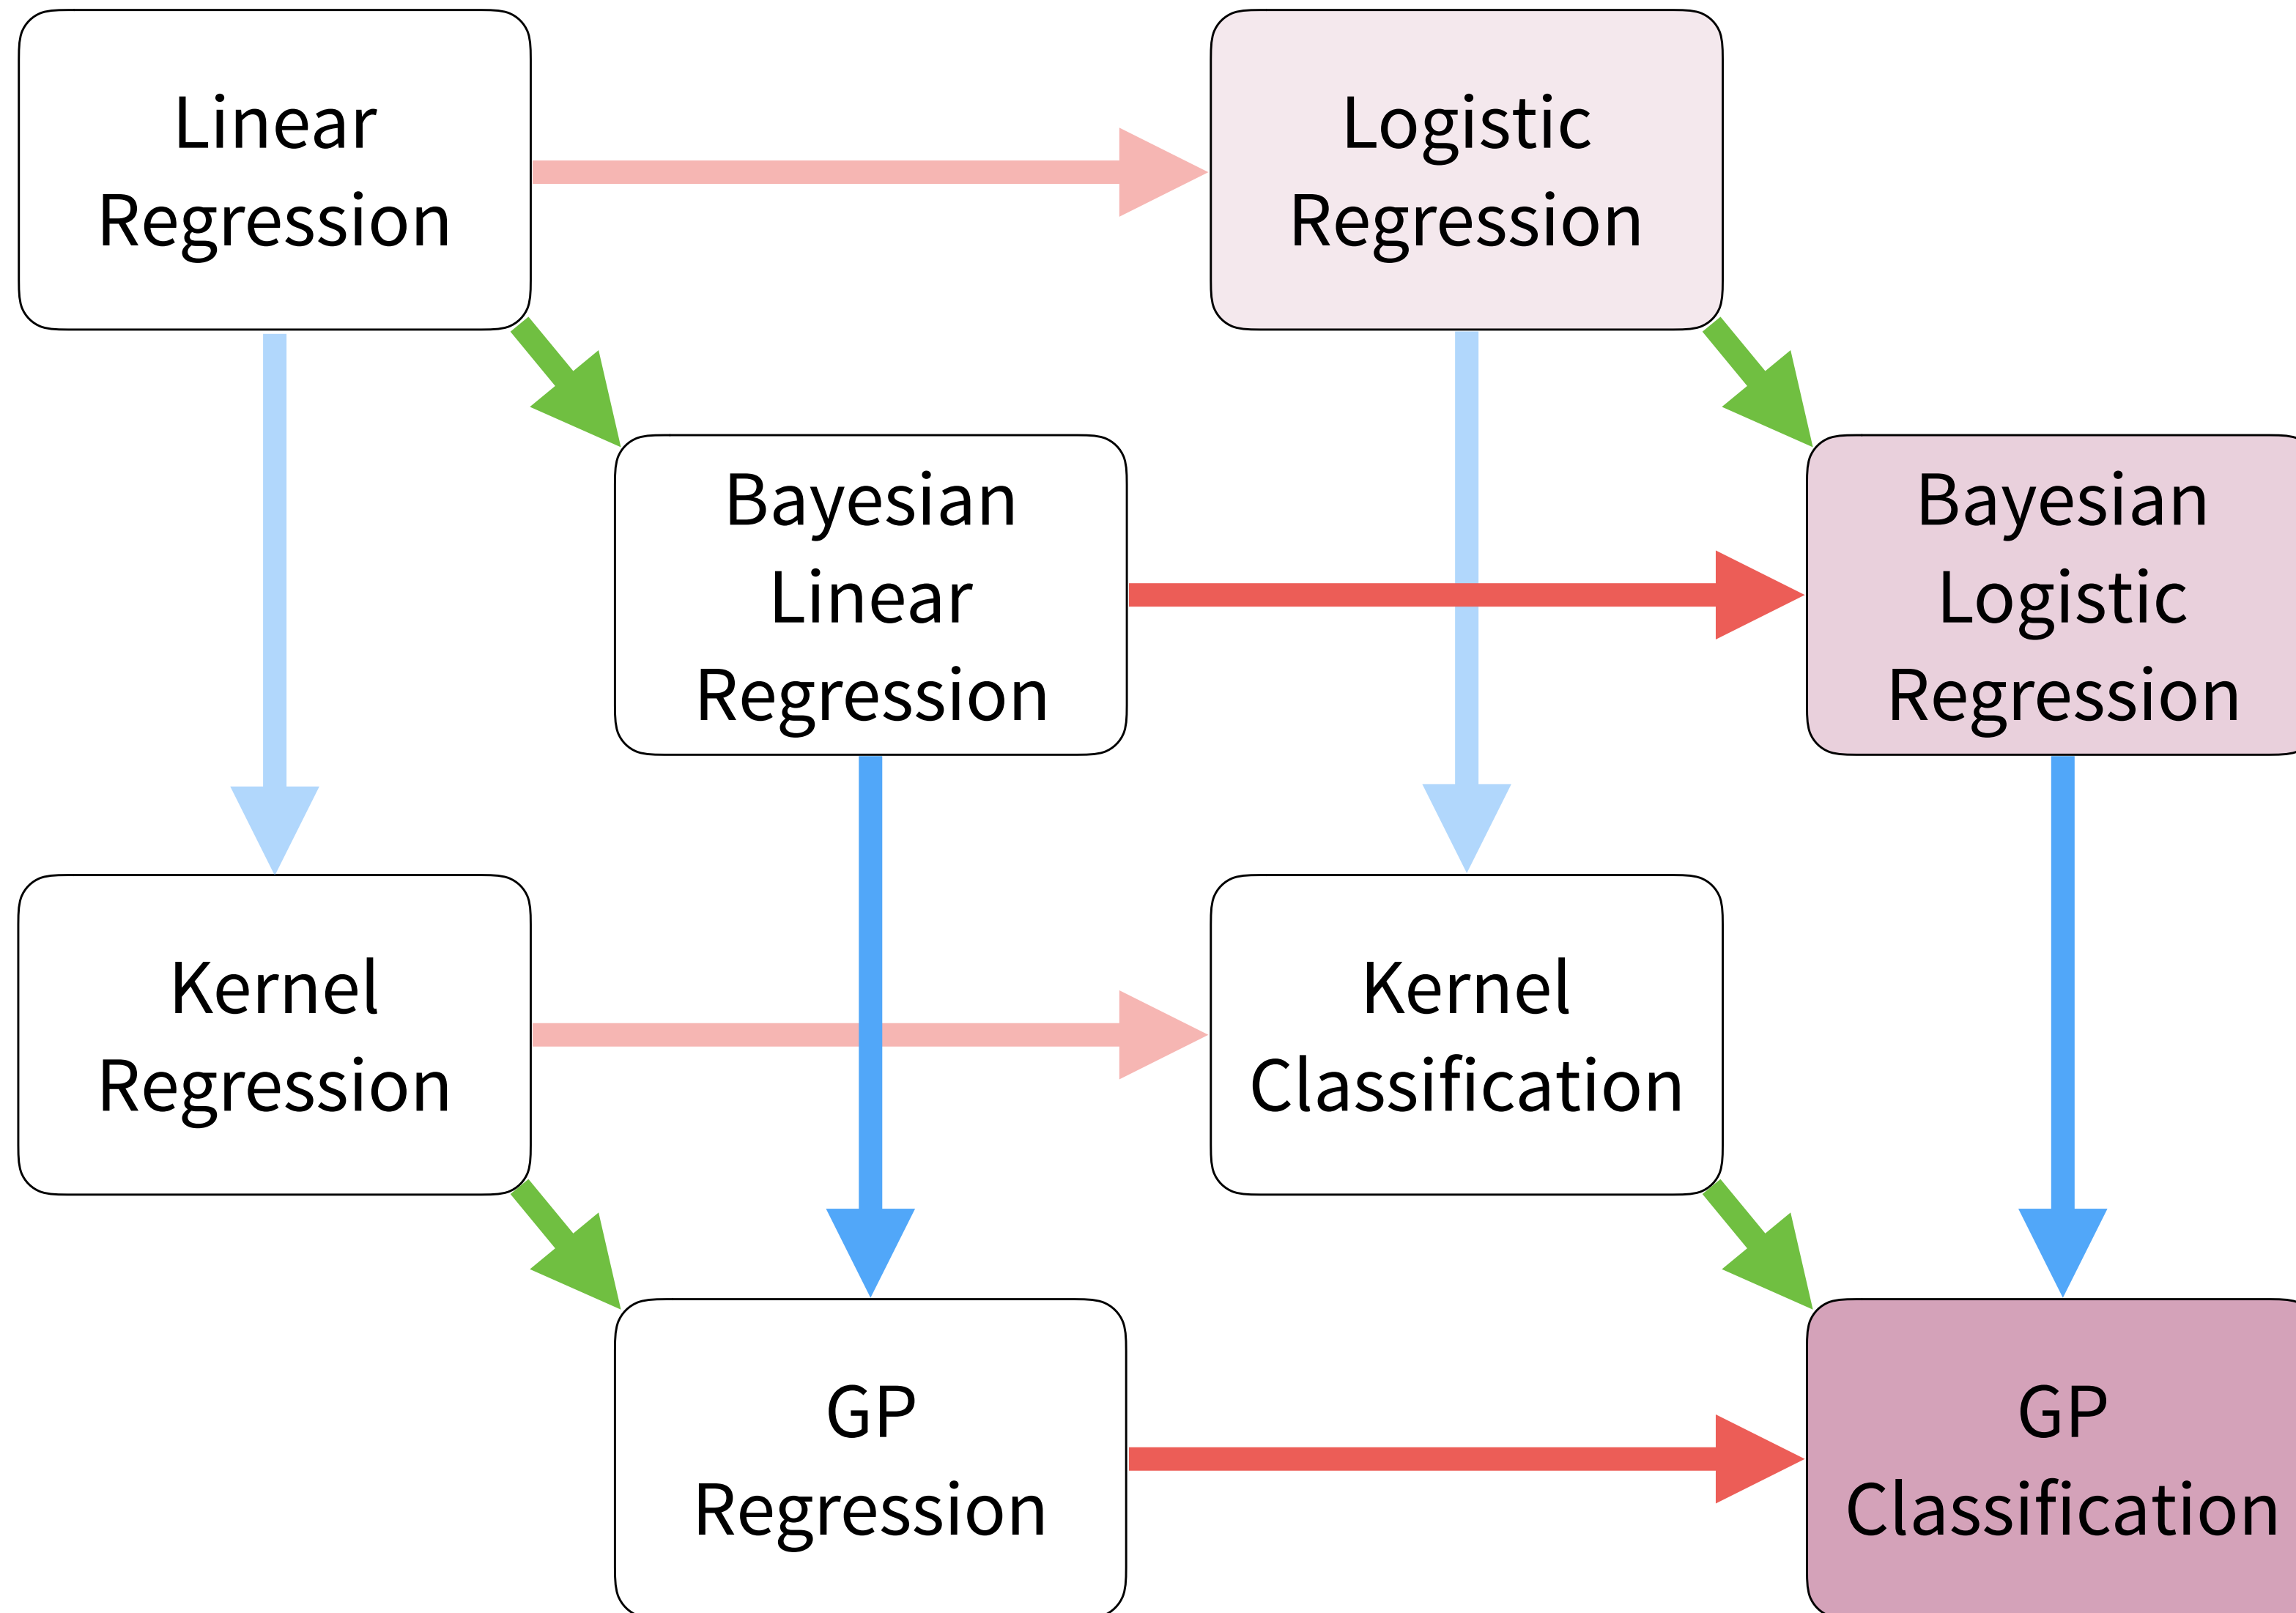 Linear
Regression
Logistic
Regression
Bayesian
Linear
Regression
Bayesian
Logistic
Regression
Kernel
Regression
Kernel
Classification
GP
Regression
GP
Classification